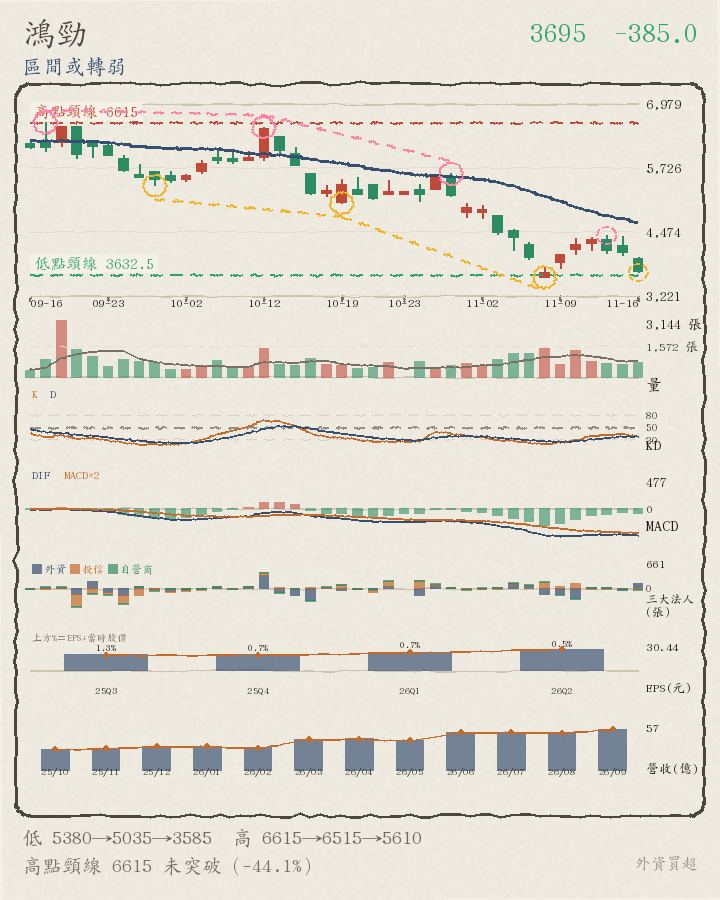 鴻勁
3695 -385.0
區間或轉弱
高點頸線 6615
6,979
5,726
4,474
3,221
低點頸線 3632.5
09-16 09-23 10-02 10-12 10-19 10-23 11-02 11-09 11-16
3,144 張
1,572 張
量
K D
80
50
20
KD
DIF MACD×2
477
0
MACD
外資 投信 自營商
661
0
三大法人
(張)
上方%=EPS÷當時股價
1.3% 0.7% 0.7% 0.5%
30.44
25Q3 25Q4 26Q1 26Q2
EPS(元)
57
25/10 25/11 25/12 26/01 26/02 26/03 26/04 26/05 26/06 26/07 26/08 26/09
營收(億)
低 5380→5035→3585 高 6615→6515→5610
高點頸線 6615 未突破 (-44.1%)
外資買超